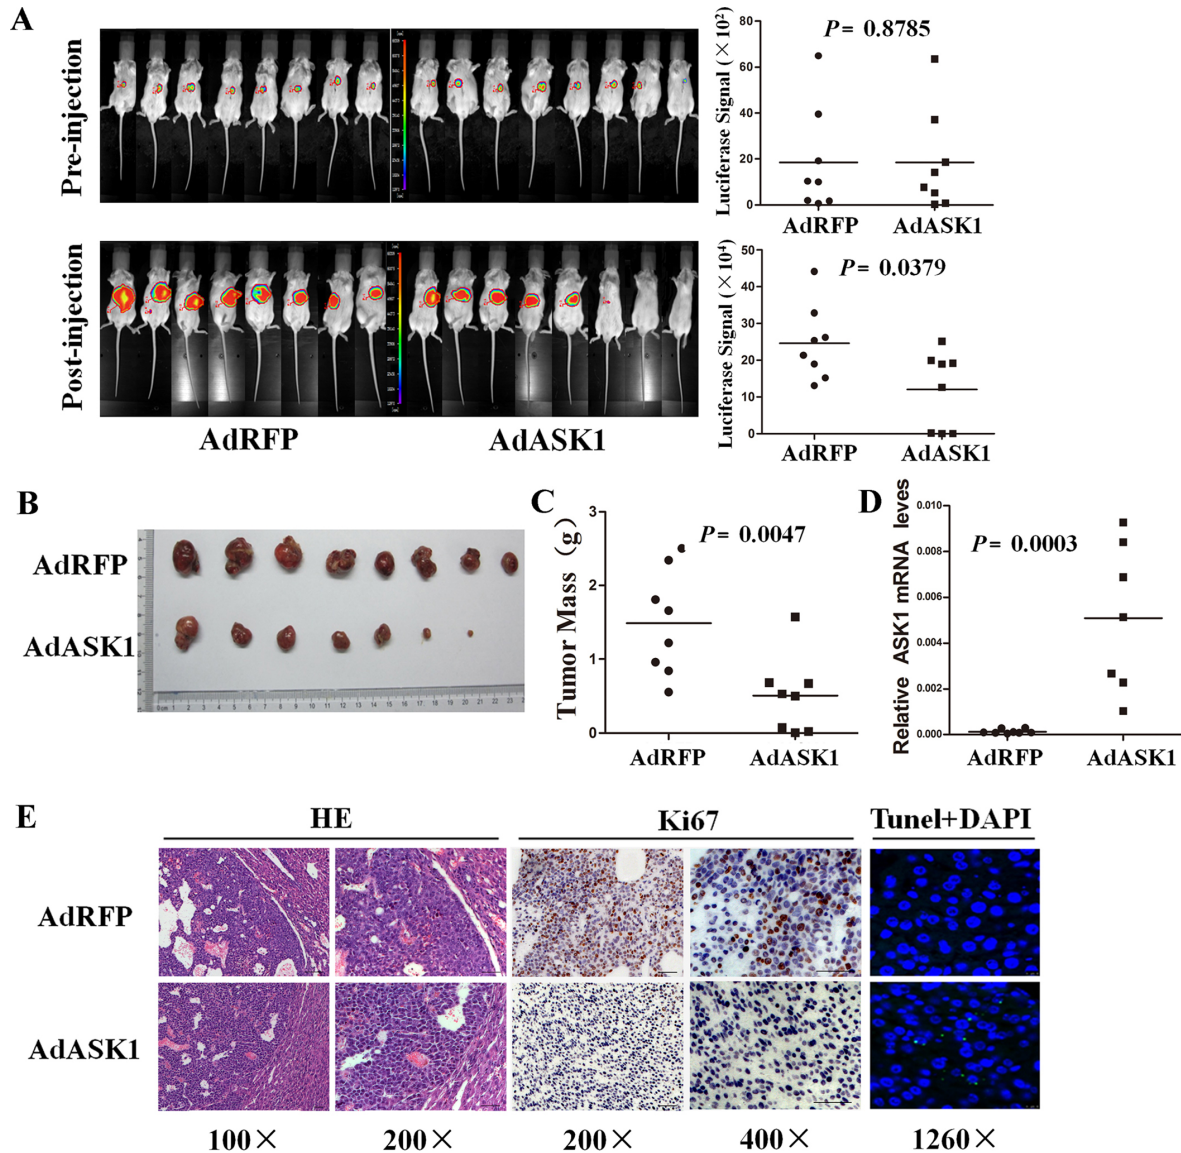 A
Pre-injection
Luciferase Signal (×10²)
80
60
40
20
0
P= 0.8785
AdRFP AdASK1
Post-injection
Luciferase Signal (×10⁴)
50
40
30
20
10
0
P= 0.0379
AdRFP AdASK1
AdRFP AdASK1
B
AdRFP
AdASK1
C
Tumor Mass (g)
3
2
1
0
P= 0.0047
AdRFP AdASK1
D
Relative ASK1 mRNA leves
0.010
0.008
0.006
0.004
0.002
0.000
P= 0.0003
AdRFP AdASK1
E
HE Ki67 Tunel+DAPI
AdRFP
AdASK1
100× 200× 200× 400× 1260×